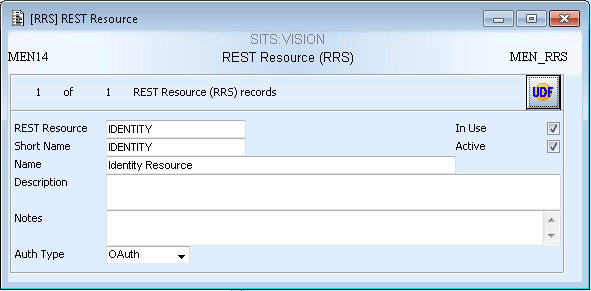 [RRS] REST Resource
SITS:VISION
MEN14 REST Resource (RRS) MEN_RRS
1 of 1 REST Resource (RRS) records UDF
REST Resource IDENTITY In Use
Short Name IDENTITY Active
Name Identity Resource
Description
Notes
Auth Type OAuth